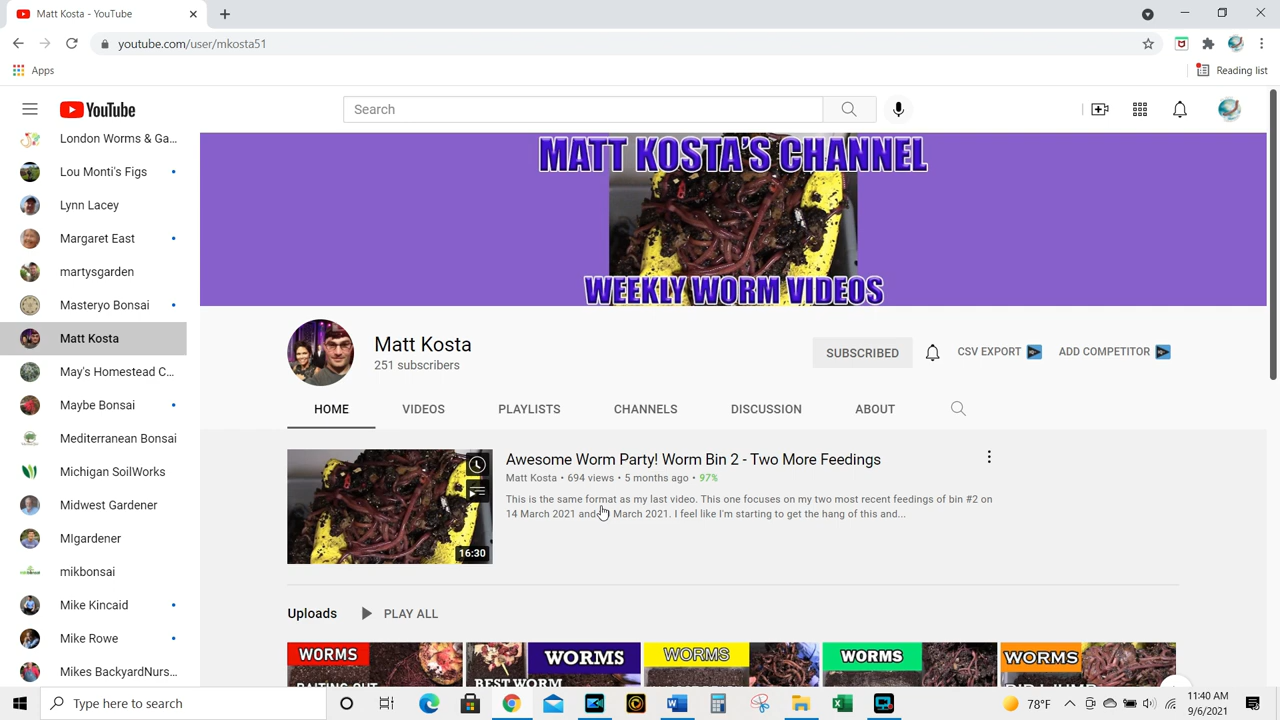 Matt Kosta - YouTube
youtube.com/user/mkosta51
Apps
Reading list
YouTube
Search
London Worms & Ga...
Lou Monti's Figs
Lynn Lacey
Margaret East
martysgarden
Masteryo Bonsai
Matt Kosta
May's Homestead C...
Maybe Bonsai
Mediterranean Bonsai
Michigan SoilWorks
Midwest Gardener
MIgardener
mikbonsai
Mike Kincaid
Mike Rowe
Mikes BackyardNurs...
MATT KOSTA'S CHANNEL
WEEKLY WORM VIDEOS
Matt Kosta
251 subscribers
SUBSCRIBED
CSV EXPORT
ADD COMPETITOR
HOME VIDEOS PLAYLISTS CHANNELS DISCUSSION ABOUT
16:30
Awesome Worm Party! Worm Bin 2 - Two More Feedings
Matt Kosta • 694 views • 5 months ago • 97%
This is the same format as my last video. This one focuses on my two most recent feedings of bin #2 on
14 March 2021 and March 2021. I feel like I'm starting to get the hang of this and...
Uploads PLAY ALL
WORMS
WORMS
BEST WORM
WORMS
WORMS
WORMS
Type here to search
78°F
11:40 AM
9/6/2021